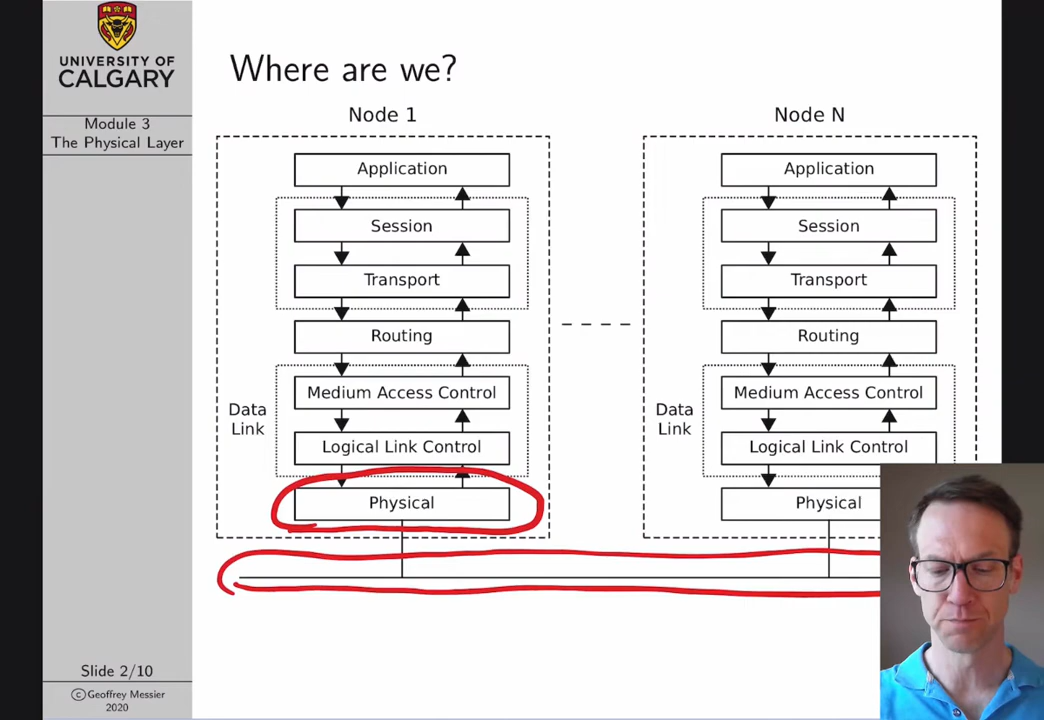 UNIVERSITY OF
CALGARY
Module 3
The Physical Layer
Where are we?
Node 1
Node N
Application
Session
Transport
Routing
Data
Link
Medium Access Control
Logical Link Control
Physical
Application
Session
Transport
Routing
Data
Link
Medium Access Control
Logical Link Control
Physical
Slide 2/10
© Geoffrey Messier
2020